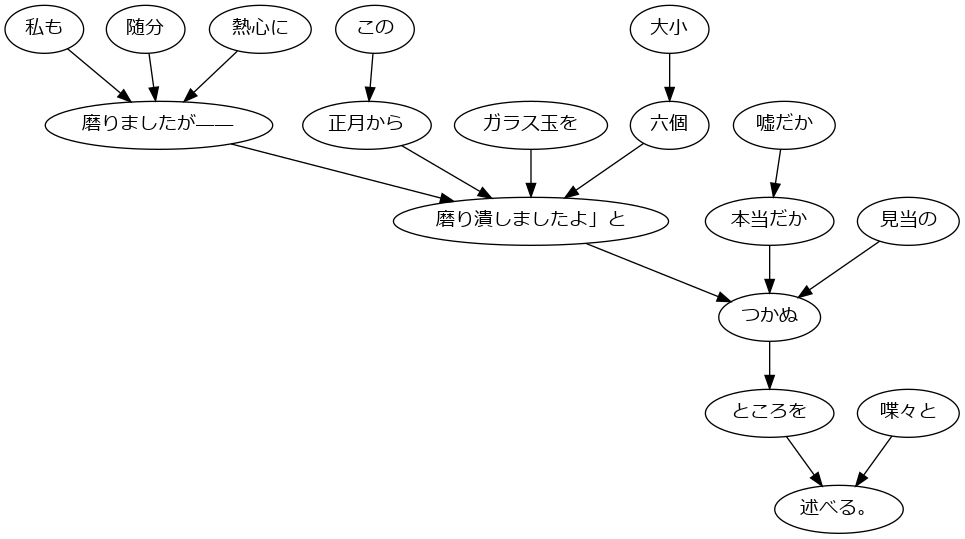 私も 随分 熱心に この 大小
磨りましたが―― 正月から ガラス玉を 六個 嘘だか
磨り潰しましたよ」と 本当だか 見当の
つかぬ
ところを 喋々と
述べる。